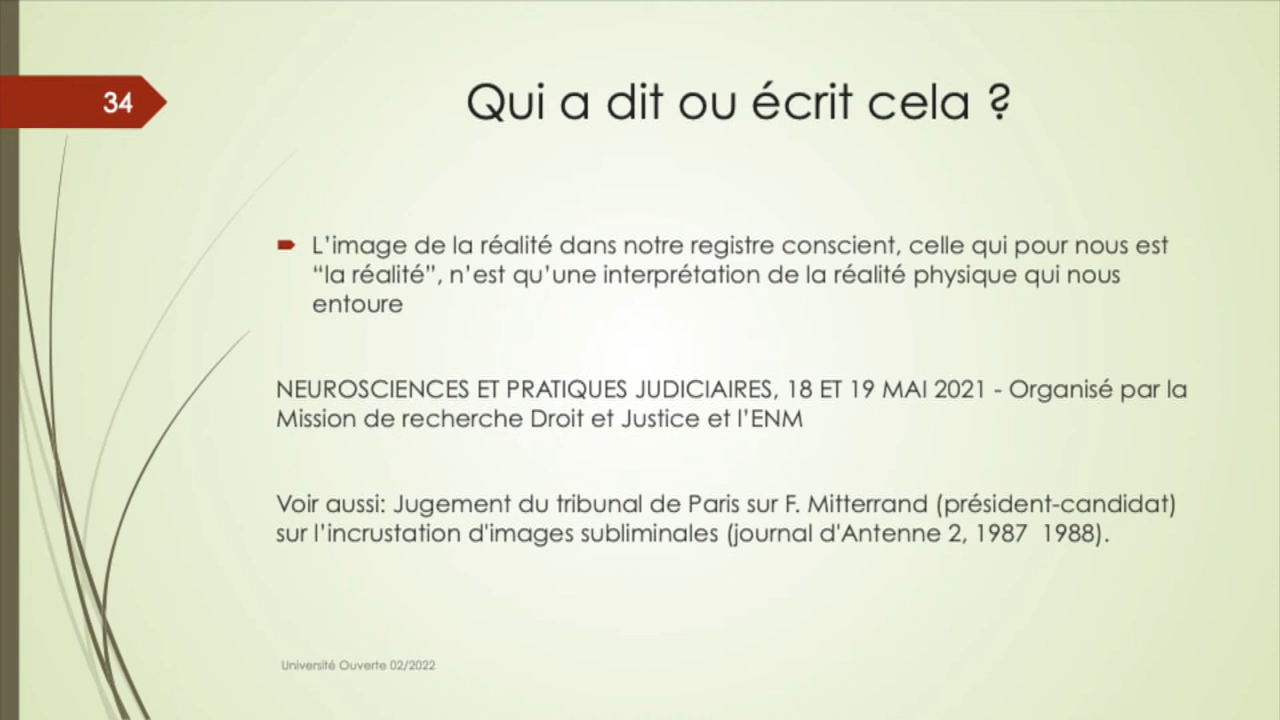 34
Qui a dit ou écrit cela ?
L'image de la réalité dans notre registre conscient, celle qui pour nous est
“la réalité”, n'est qu'une interprétation de la réalité physique qui nous
entoure
NEUROSCIENCES ET PRATIQUES JUDICIAIRES, 18 ET 19 MAI 2021 - Organisé par la
Mission de recherche Droit et Justice et l'ENM
Voir aussi: Jugement du tribunal de Paris sur F. Mitterrand (président-candidat)
sur l'incrustation d'images subliminales (journal d'Antenne 2, 1987  1988).
Université Ouverte 02/2022